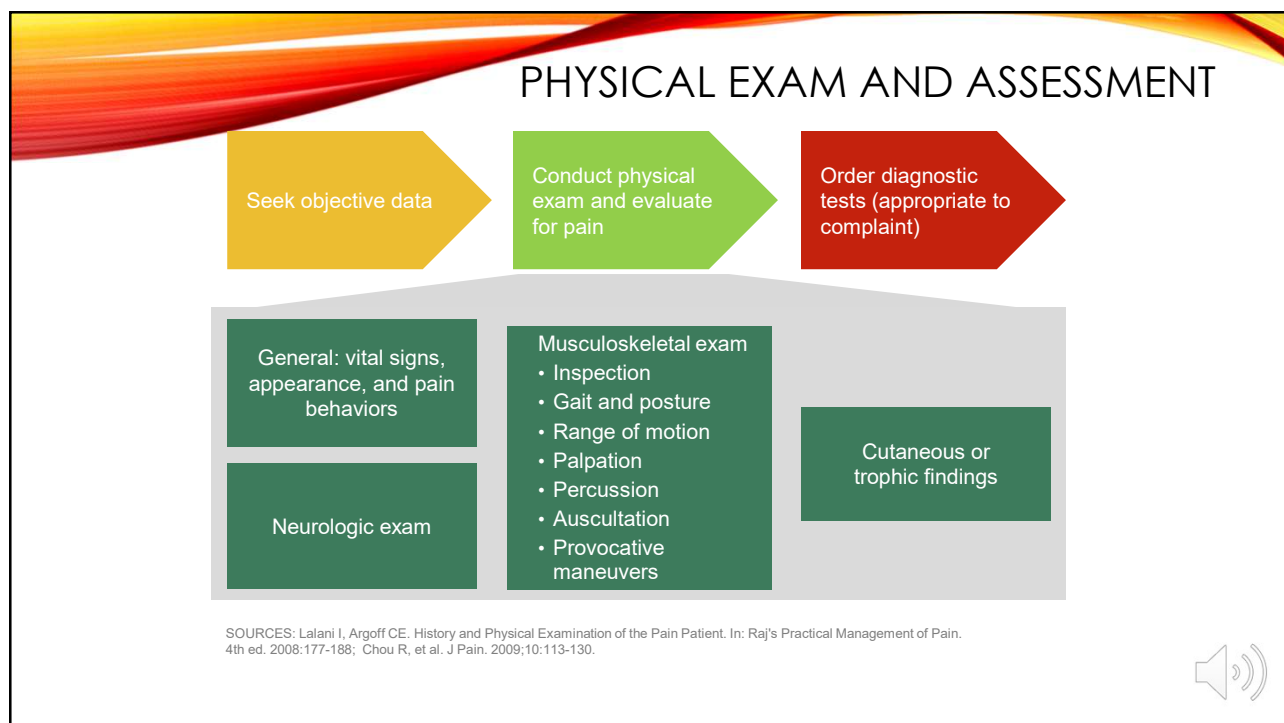 PHYSICAL EXAM AND ASSESSMENT
Seek objective data
Conduct physical
exam and evaluate
for pain
Order diagnostic
tests (appropriate to
complaint)
General: vital signs,
appearance, and pain
behaviors
Neurologic exam
Musculoskeletal exam
• Inspection
• Gait and posture
• Range of motion
• Palpation
• Percussion
• Auscultation
• Provocative
maneuvers
Cutaneous or
trophic findings
SOURCES: Lalani I, Argoff CE. History and Physical Examination of the Pain Patient. In: Raj's Practical Management of Pain.
4th ed. 2008:177-188; Chou R, et al. J Pain. 2009;10:113-130.